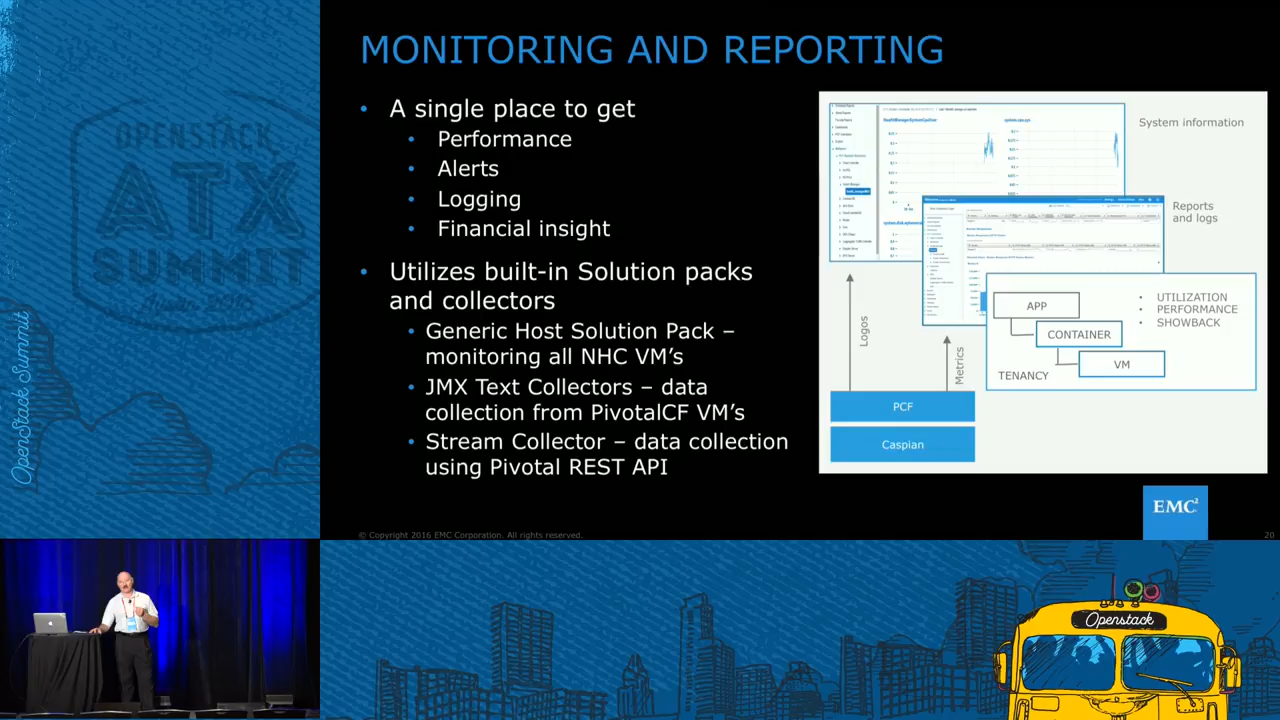 MONITORING AND REPORTING
• A single place to get
• Performance
• Alerts
• Logging
• Financial insight
• Utilizes built-in Solution packs
and collectors
• Generic Host Solution Pack –
monitoring all NHC VM's
• JMX Text Collectors – data
collection from PivotalCF VM's
• Stream Collector – data collection
using Pivotal REST API
System information
Reports
and logs
APP
CONTAINER
VM
TENANCY
• UTILIZATION
• PERFORMANCE
• SHOWBACK
Logos
Metrics
PCF
Caspian
EMC²
© Copyright 2016 EMC Corporation. All rights reserved.
20
OpenStack Summit
Openstack